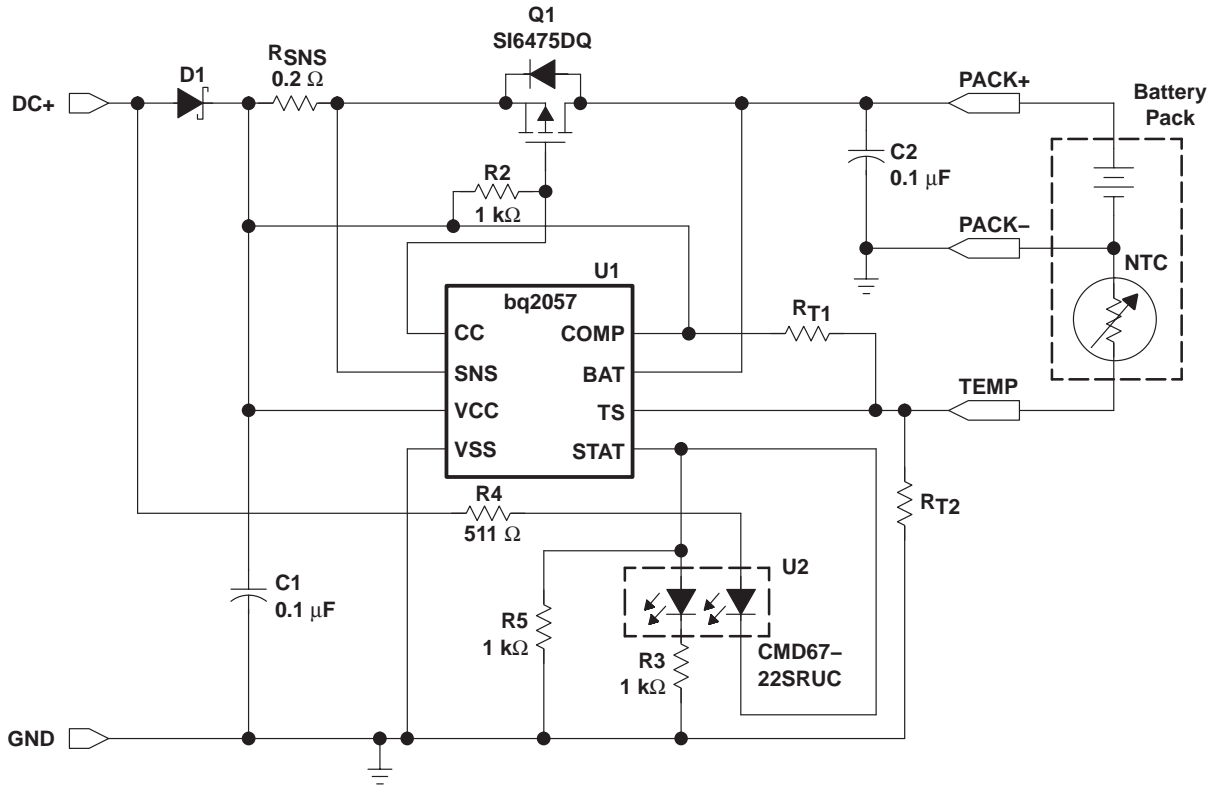 Q1
SI6475DQ
RSNS
0.2 Ω
D1
DC+
PACK+
Battery
Pack
C2
0.1 μF
R2
1 kΩ
PACK–
NTC
U1
bq2057
CC
COMP
RT1
SNS
BAT
TEMP
VCC
TS
VSS
STAT
R4
511 Ω
RT2
U2
C1
0.1 μF
R5
1 kΩ
R3
1 kΩ
CMD67–
22SRUC
GND